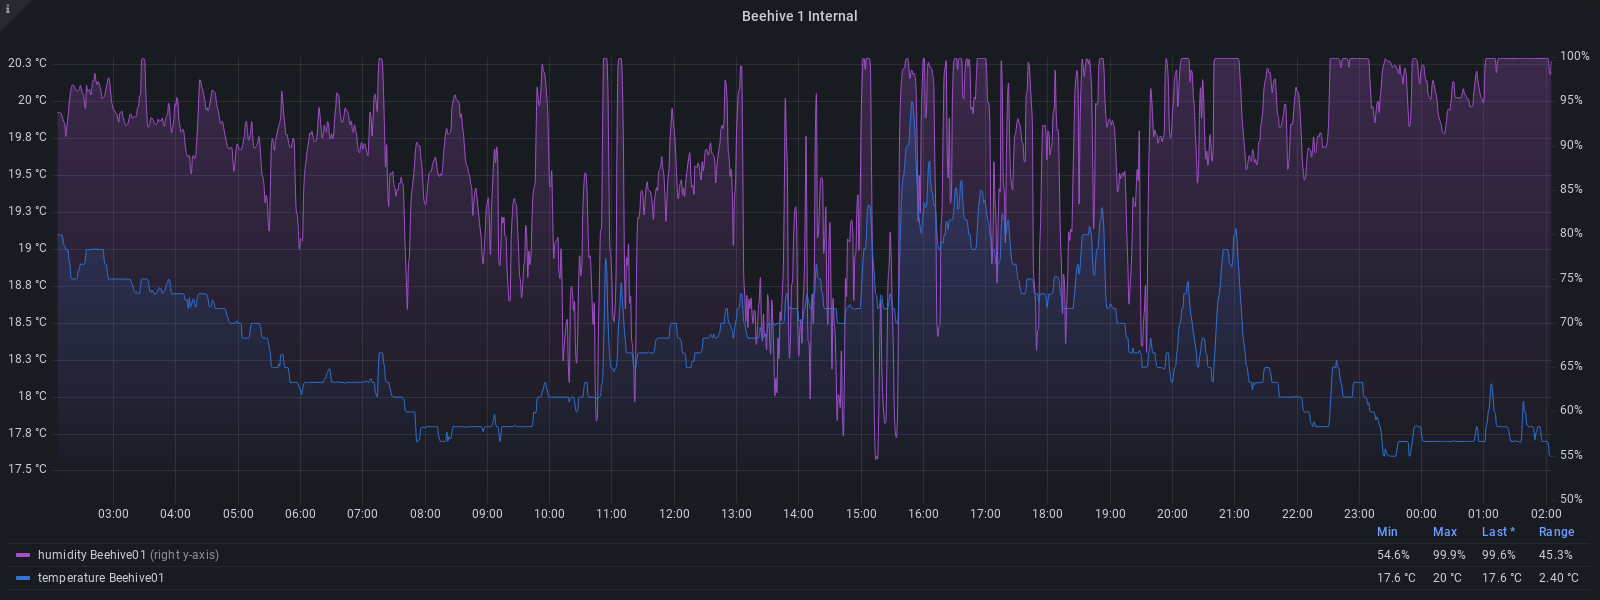 i
Beehive 1 Internal
20.3 °C
100%
20 °C
95%
19.8 °C
90%
19.5 °C
85%
19.3 °C
80%
19 °C
75%
18.8 °C
70%
18.5 °C
65%
18.3 °C
60%
18 °C
55%
17.8 °C
50%
17.5 °C
03:00 04:00 05:00 06:00 07:00 08:00 09:00 10:00 11:00 12:00 13:00 14:00 15:00 16:00 17:00 18:00 19:00 20:00 21:00 22:00 23:00 00:00 01:00 02:00
Min Max Last * Range
humidity Beehive01 (right y-axis) 54.6% 99.9% 99.6% 45.3%
temperature Beehive01 17.6 °C 20 °C 17.6 °C 2.40 °C